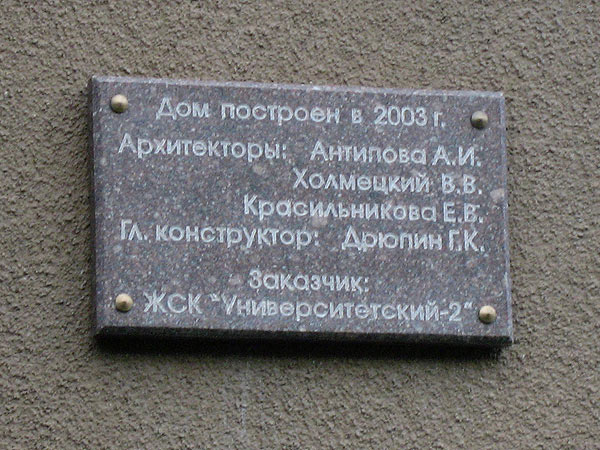 Дом построен в 2003 г.
Архитекторы: Антипова А.И.
Холмецкий В.В.
Красильникова Е.В.
Гл. конструктор: Дрюпин Г.К.
Заказчик:
ЖСК "Университетский-2"